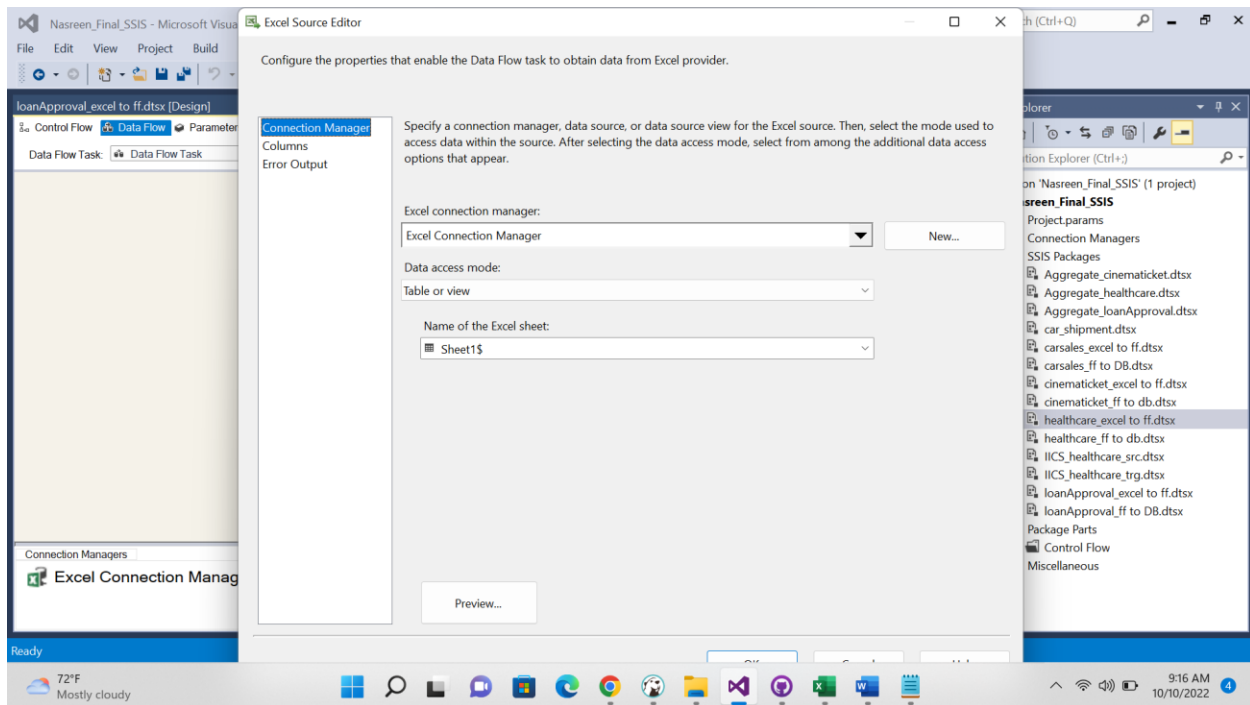 Nasreen_Final_SSIS - Microsoft Visua
File Edit View Project Build
loanApproval_excel to ff.dtsx [Design]
Control Flow Data Flow Parameter
Data Flow Task: Data Flow Task
Connection Managers
Excel Connection Manag
Ready
Excel Source Editor
Configure the properties that enable the Data Flow task to obtain data from Excel provider.
Connection Manager
Columns
Error Output
Specify a connection manager, data source, or data source view for the Excel source. Then, select the mode used to
access data within the source. After selecting the data access mode, select from among the additional data access
options that appear.
Excel connection manager:
Excel Connection Manager
New...
Data access mode:
Table or view
Name of the Excel sheet:
Sheet1$
Preview...
ch (Ctrl+Q)
plorer
tion Explorer (Ctrl+;)
on 'Nasreen_Final_SSIS' (1 project)
sreen_Final_SSIS
Project.params
Connection Managers
SSIS Packages
Aggregate_cinematicket.dtsx
Aggregate_healthcare.dtsx
Aggregate_loanApproval.dtsx
car_shipment.dtsx
carsales_excel to ff.dtsx
carsales_ff to DB.dtsx
cinematicket_excel to ff.dtsx
cinematicket_ff to db.dtsx
healthcare_excel to ff.dtsx
healthcare_ff to db.dtsx
IICS_healthcare_src.dtsx
IICS_healthcare_trg.dtsx
loanApproval_excel to ff.dtsx
loanApproval_ff to DB.dtsx
Package Parts
Control Flow
Miscellaneous
72°F
Mostly cloudy
9:16 AM
10/10/2022
4